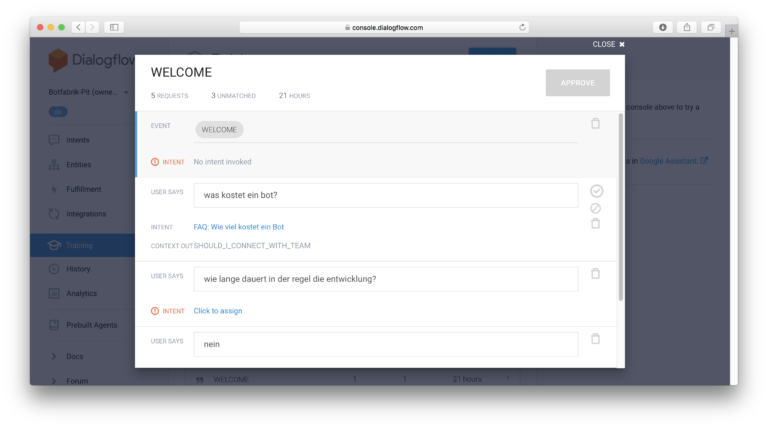 console.dialogflow.com
CLOSE ✖
Dialogflow
WELCOME
Botfabrik-Pit (owne...
5 REQUESTS 3 UNMATCHED 21 HOURS
APPROVE
console above to try a
EVENT WELCOME
Intents
INTENT No intent invoked
s in Google Assistant.
Entities
Fulfillment
USER SAYS was kostet ein bot?
Integrations
INTENT FAQ: Wie viel kostet ein Bot
Training
CONTEXT OUT SHOULD_I_CONNECT_WITH_TEAM
History
USER SAYS wie lange dauert in der regel die entwicklung?
Analytics
INTENT Click to assign
Prebuilt Agents
USER SAYS nein
Docs
Forum
WELCOME 1 1 21 hours